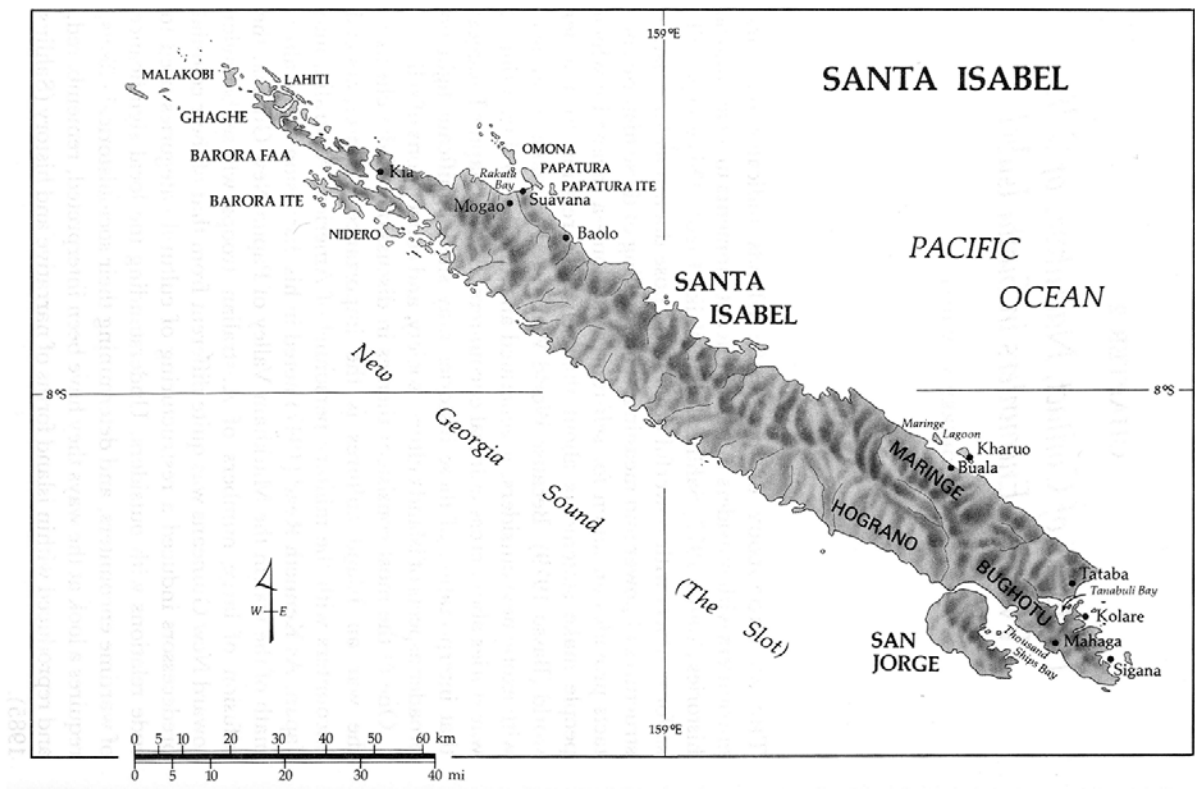 159°E
SANTA ISABEL
MALAKOBI
LAHITI
GHAGHE
BARORA FAA
Kia
BARORA ITE
NIDERO
OMONA
Rakata
Bay
PAPATURA
PAPATURA ITE
Suavana
Mogao
Baolo
PACIFIC
OCEAN
SANTA
ISABEL
New
Georgia
Sound
(The
Slot)
8°S
8°S
Maringe
Lagoon
Kharuo
Buala
MARINGE
HOGRANO
BUGHOTU
Tataba
Tanabuli Bay
Kolare
Mahaga
Sigana
SAN
JORGE
Thousand
Ships Bay
W
E
159°E
0 5 10 20 30 40 50 60 km
0 5 10 20 30 40 mi